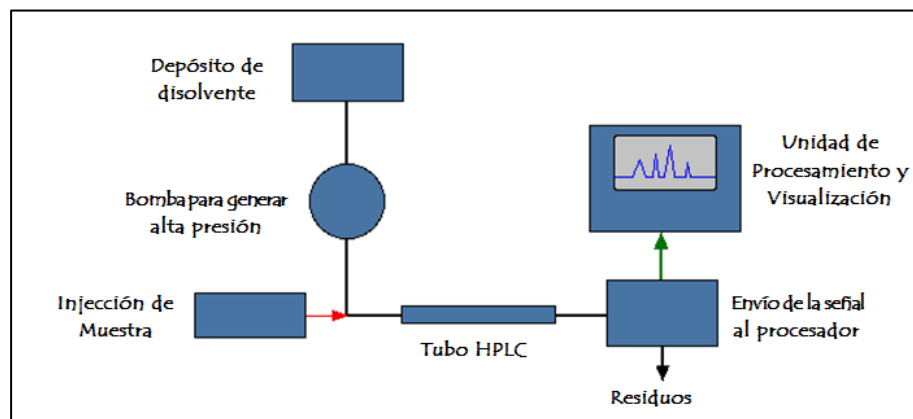 Depósito de
disolvente
Bomba para generar
alta presión
Injección de
Muestra
Tubo HPLC
Unidad de
Procesamiento y
Visualización
Envío de la señal
al procesador
Residuos